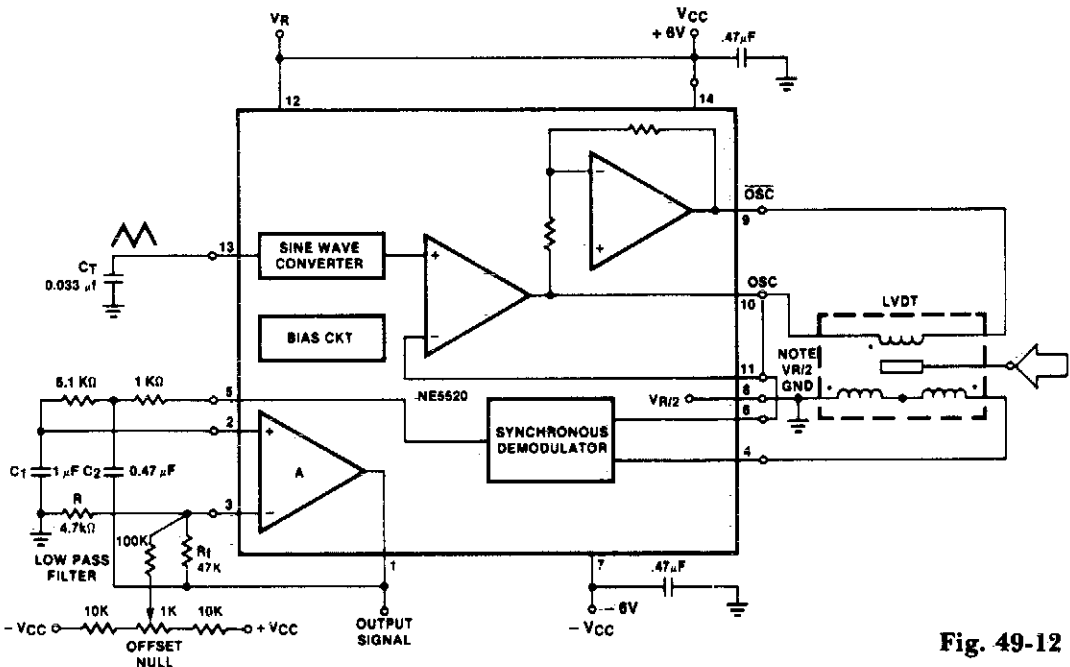 VR
VCC
+ 6V
.47μF
12
14
OSC
9
13
SINE WAVE
CONVERTER
+
-
-
+
CT
0.033 μf
OSC
10
LVDT
BIAS CKT
NOTE
VR/2
GND
11
5.1 KΩ
1 KΩ
5
NE5520
VR/2
8
6
2
SYNCHRONOUS
DEMODULATOR
+
A
-
4
C1
1 μF
C2
0.47 μF
R
4.7kΩ
3
100K
Rf
47K
LOW PASS
FILTER
1
7
.47μF
10K
1K
10K
- VCC
+ VCC
OFFSET
NULL
OUTPUT
SIGNAL
- 6V
- VCC
Fig. 49-12